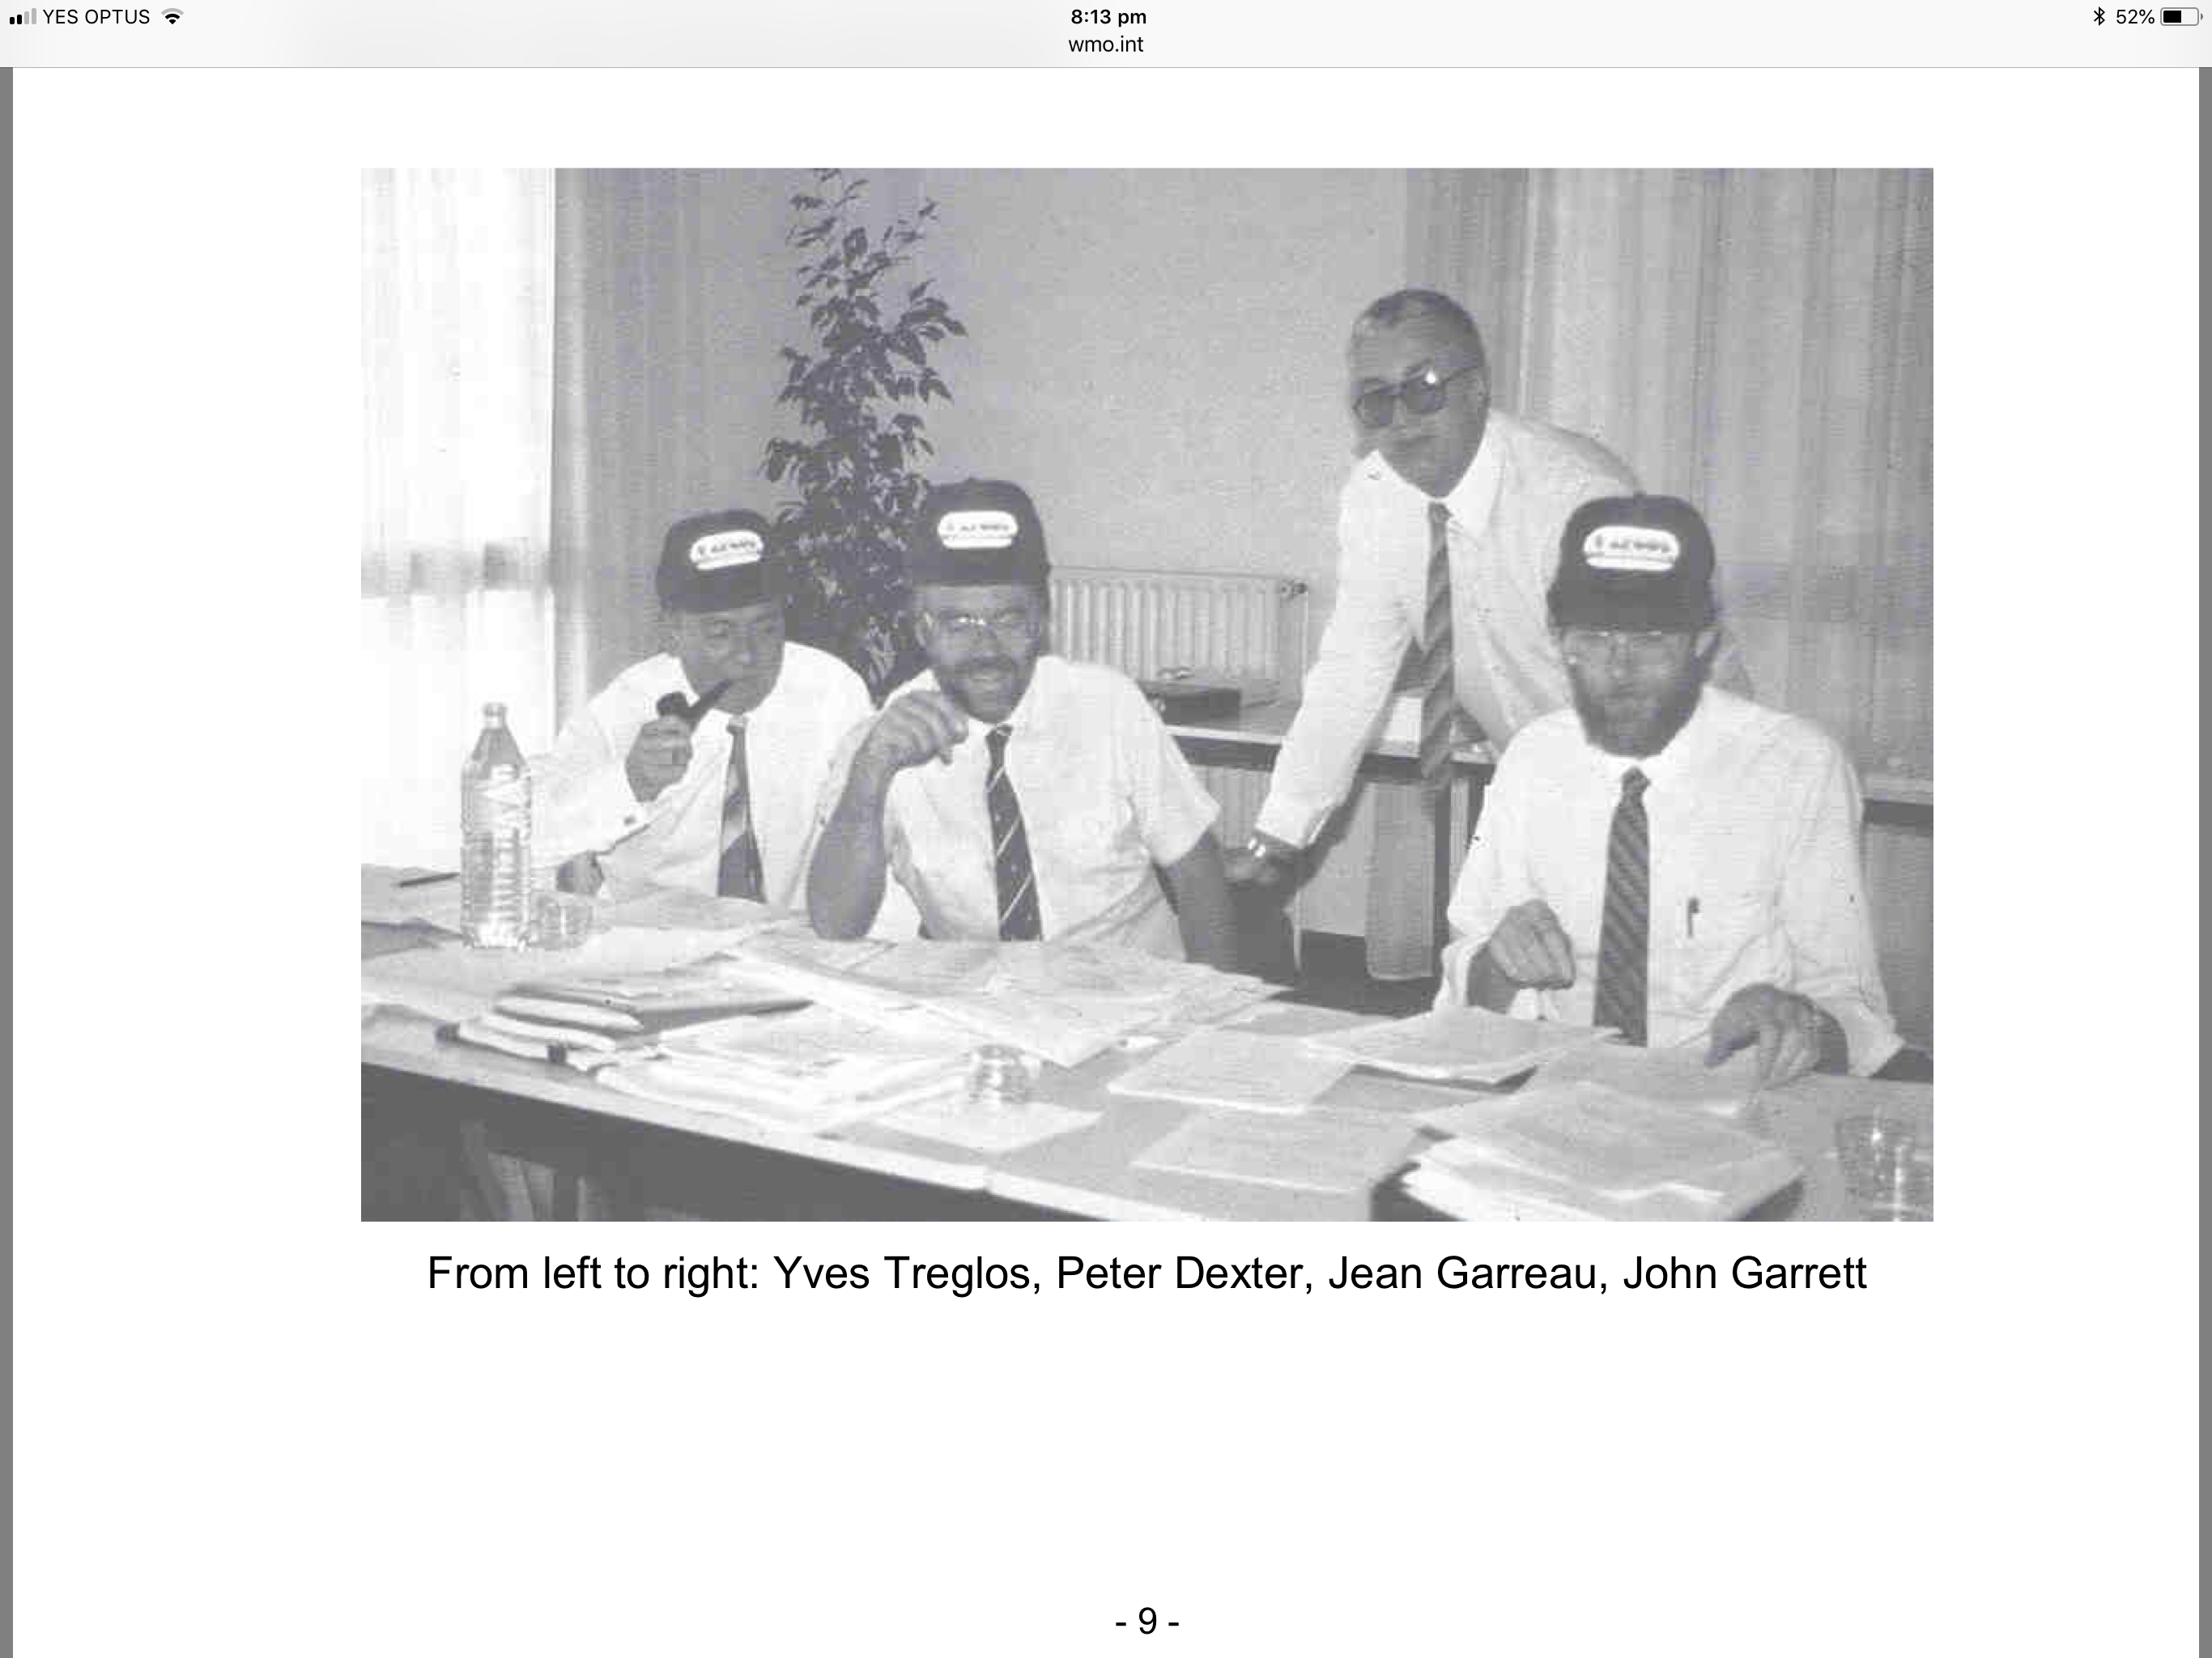 YES OPTUS
8:13 pm
52%
wmo.int
From left to right: Yves Treglos, Peter Dexter, Jean Garreau, John Garrett
- 9 -